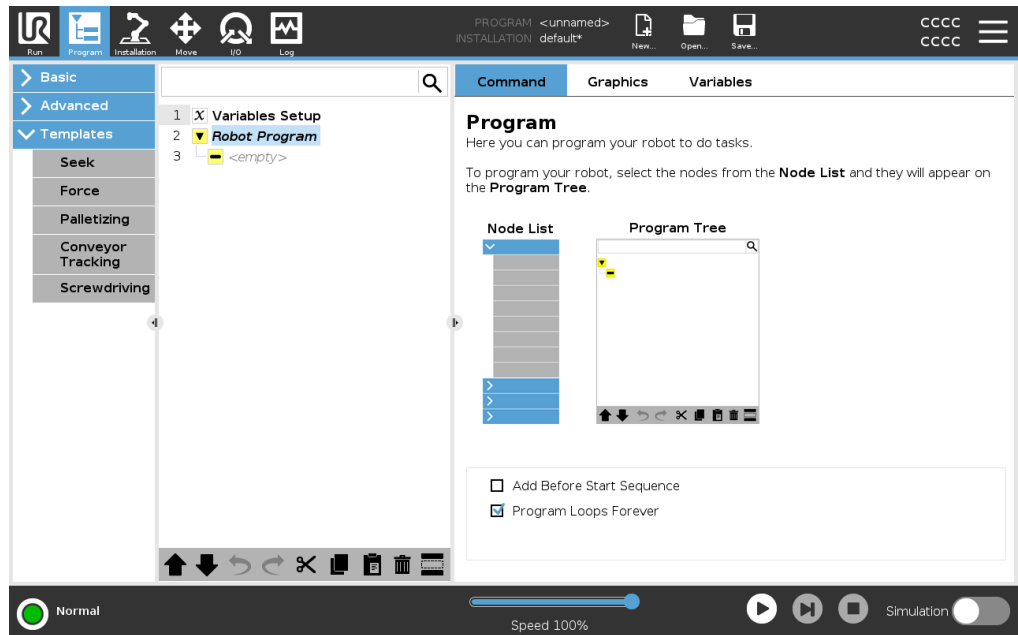 UR
PROGRAM <unnamed>
INSTALLATION default*
CCCC
CCCC
Run
Program
Installation
Move
I/O
Log
New...
Open...
Save...
Basic
Advanced
Templates
Seek
Force
Palletizing
Conveyor
Tracking
Screwdriving
1 X Variables Setup
2 Robot Program
3 <empty>
Command Graphics Variables
Program
Here you can program your robot to do tasks.
To program your robot, select the nodes from the Node List and they will appear on
the Program Tree.
Node List Program Tree
Add Before Start Sequence
Program Loops Forever
Normal
Speed 100%
Simulation